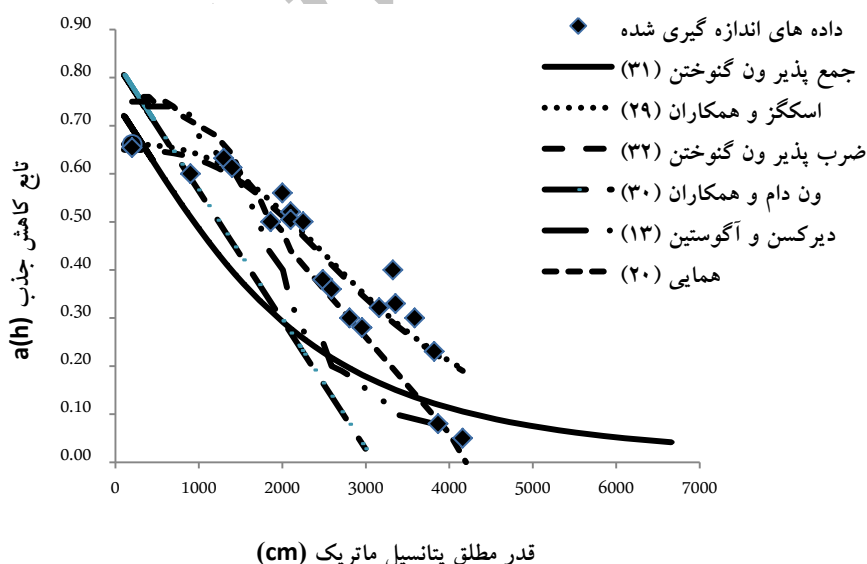 داده های اندازه گیری شده
جمع پذیر ون گنوختن (۳۱)
اسکگز و همکاران (۲۹)
ضرب پذیر ون گنوختن (۳۲)
ون دام و همکاران (۳۰)
دیرکسن و آگوستین (۱۳)
همایی (۲۰)
تابع کاهش جذب a(h)
0.90
0.80
0.70
0.60
0.50
0.40
0.30
0.20
0.10
0.00
0 1000 2000 3000 4000 5000 6000 7000
قدر مطلق پتانسیل ماتریک (cm)